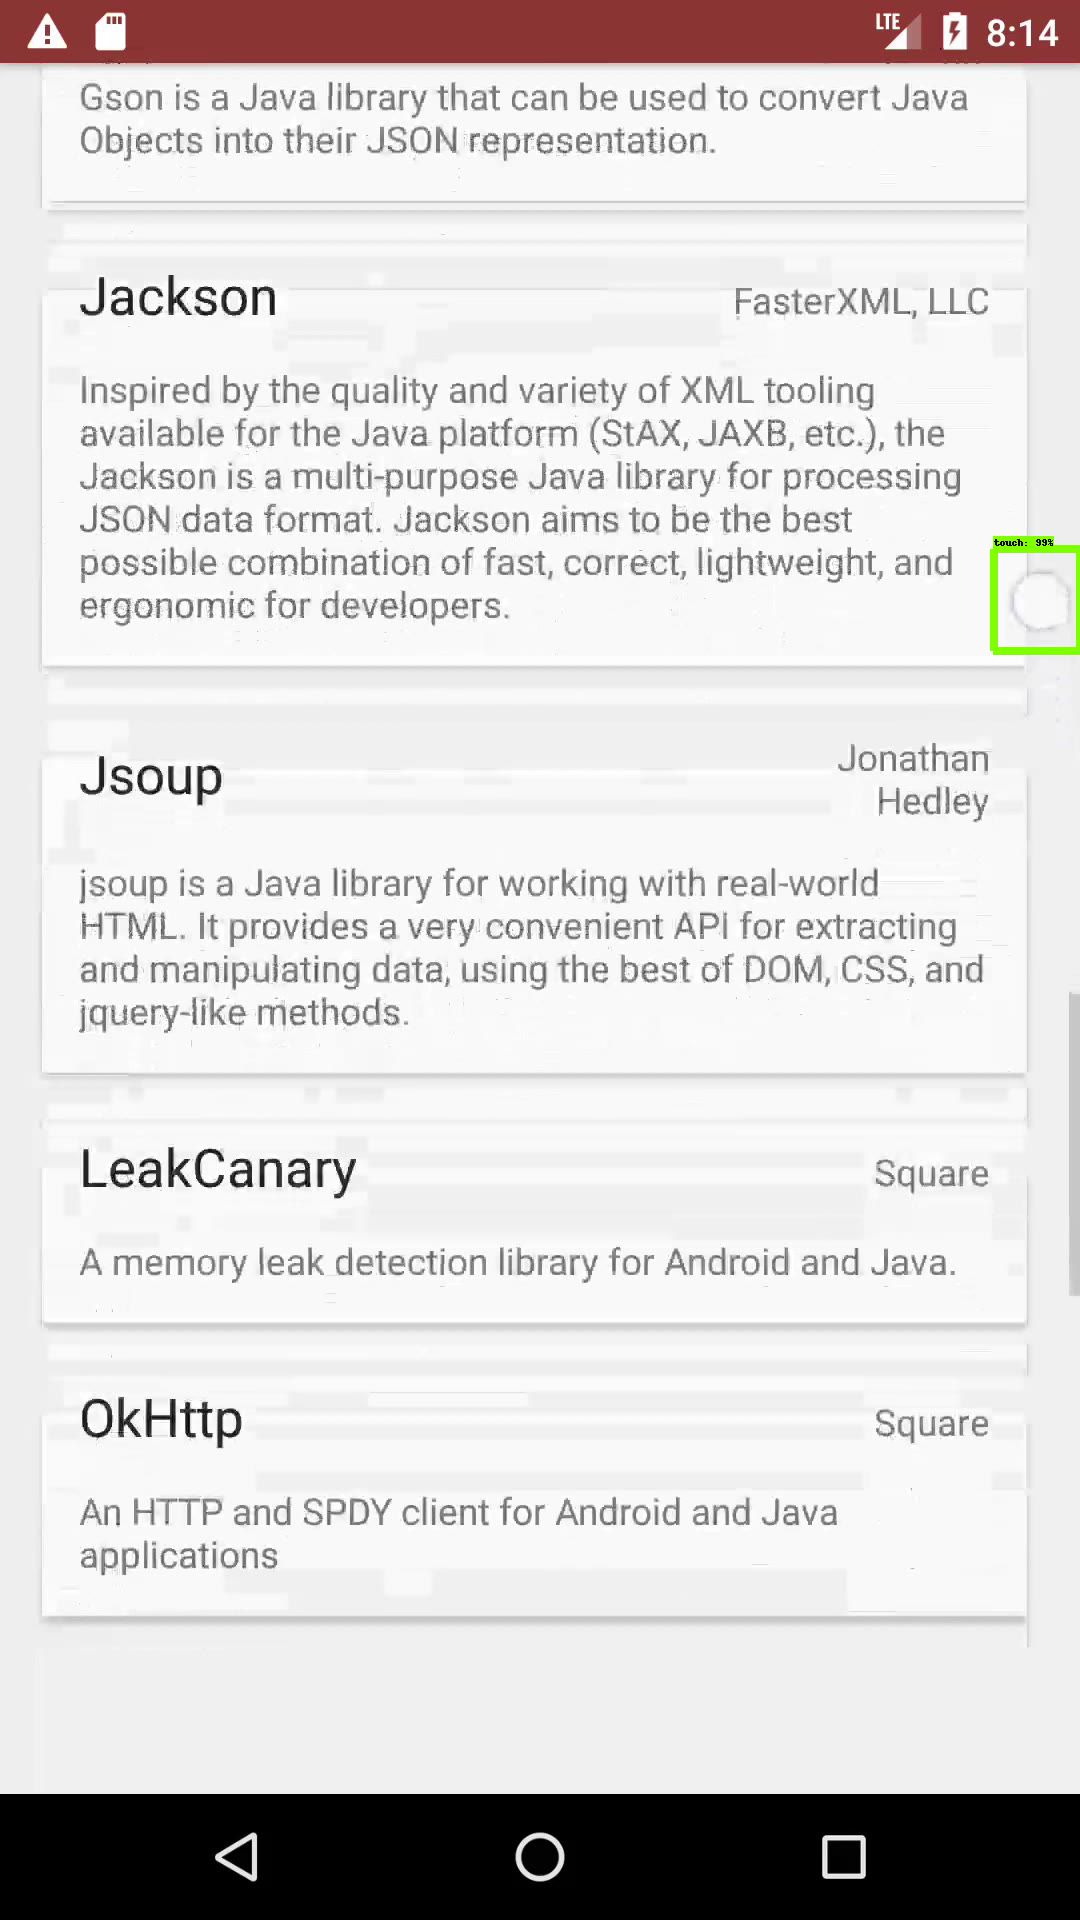 LTE 8:14
Gson is a Java library that can be used to convert Java
Objects into their JSON representation.
Jackson FasterXML, LLC
Inspired by the quality and variety of XML tooling
available for the Java platform (StAX, JAXB, etc.), the
Jackson is a multi-purpose Java library for processing
JSON data format. Jackson aims to be the best
possible combination of fast, correct, lightweight, and
ergonomic for developers.
touch: 99%
Jsoup Jonathan
Hedley
jsoup is a Java library for working with real-world
HTML. It provides a very convenient API for extracting
and manipulating data, using the best of DOM, CSS, and
jquery-like methods.
LeakCanary Square
A memory leak detection library for Android and Java.
OkHttp Square
An HTTP and SPDY client for Android and Java
applications